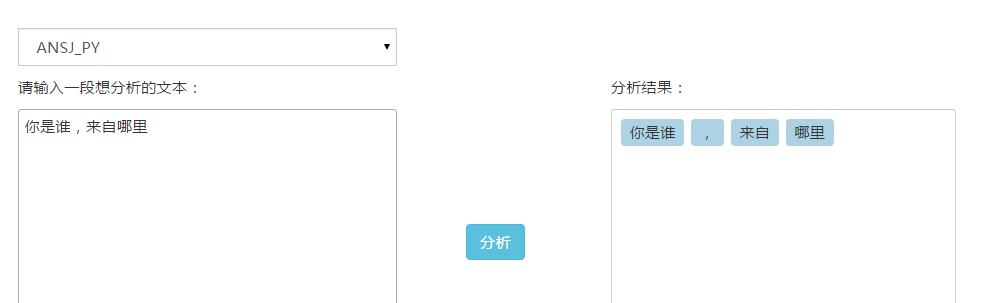 ANSJ_PY
请输入一段想分析的文本：
你是谁，来自哪里
分析
分析结果：
你是谁 ， 来自 哪里